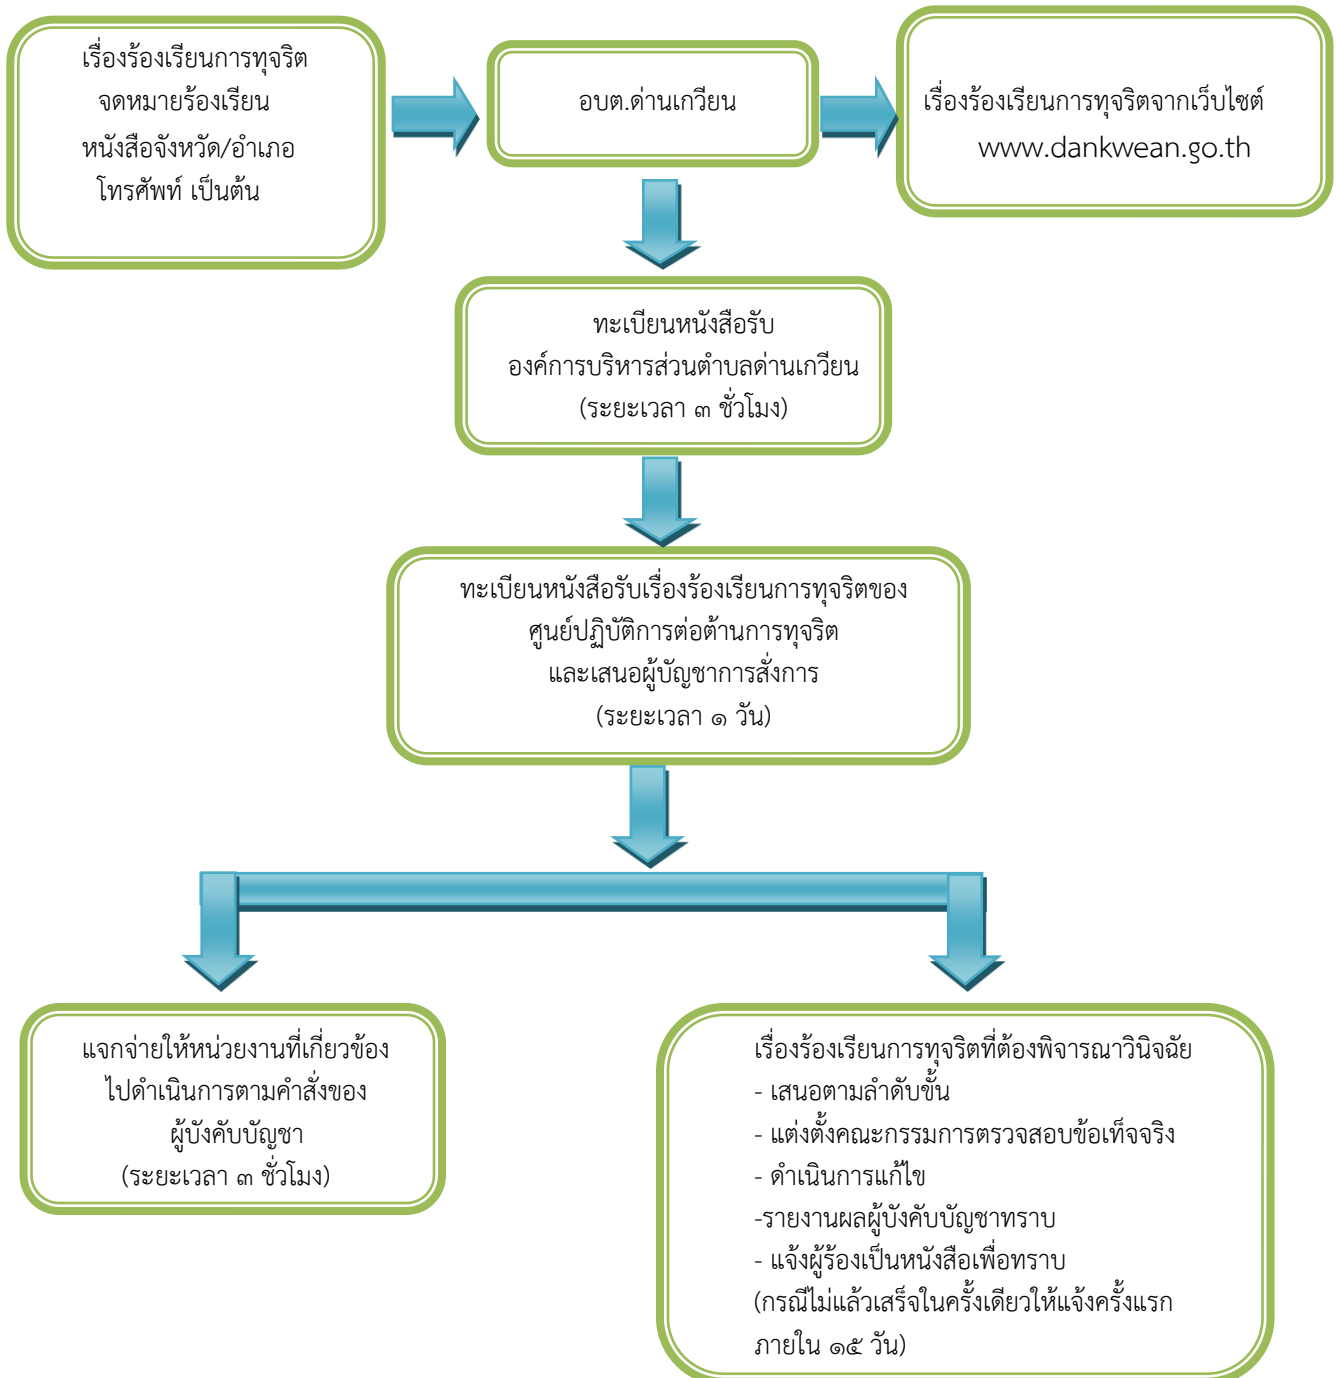 เรื่องร้องเรียนการทุจริต
จดหมายร้องเรียน
หนังสือจังหวัด/อำเภอ
โทรศัพท์ เป็นต้น
อบต.ด่านเกวียน
เรื่องร้องเรียนการทุจริตจากเว็บไซต์
www.dankwean.go.th
ทะเบียนหนังสือรับ
องค์การบริหารส่วนตำบลด่านเกวียน
(ระยะเวลา ๓ ชั่วโมง)
ทะเบียนหนังสือรับเรื่องร้องเรียนการทุจริตของ
ศูนย์ปฏิบัติการต่อต้านการทุจริต
และเสนอผู้บัญชาการสั่งการ
(ระยะเวลา ๑ วัน)
แจกจ่ายให้หน่วยงานที่เกี่ยวข้อง
ไปดำเนินการตามคำสั่งของ
ผู้บังคับบัญชา
(ระยะเวลา ๓ ชั่วโมง)
เรื่องร้องเรียนการทุจริตที่ต้องพิจารณาวินิจฉัย
- เสนอตามลำดับขั้น
- แต่งตั้งคณะกรรมการตรวจสอบข้อเท็จจริง
- ดำเนินการแก้ไข
-รายงานผลผู้บังคับบัญชาทราบ
- แจ้งผู้ร้องเป็นหนังสือเพื่อทราบ
(กรณีไม่แล้วเสร็จในครั้งเดียวให้แจ้งครั้งแรก
ภายใน ๑๕ วัน)